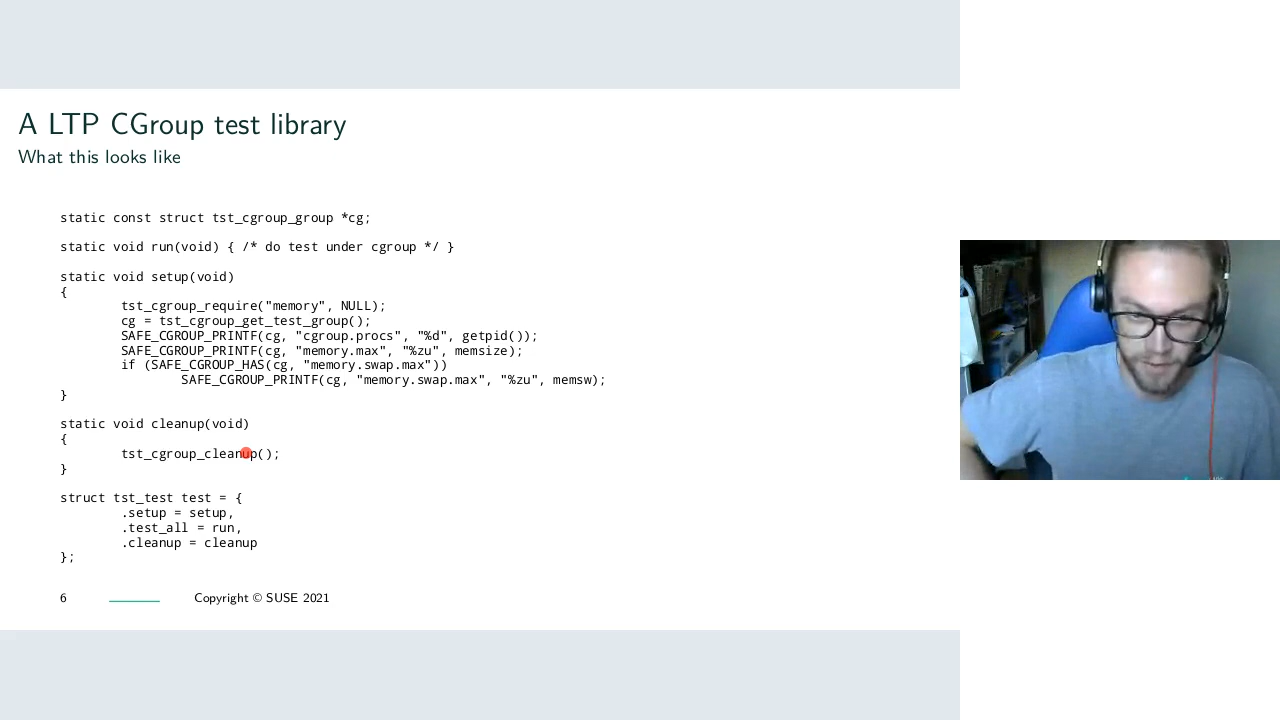 A LTP CGroup test library
What this looks like
static const struct tst_cgroup_group *cg;
static void run(void) { /* do test under cgroup */ }
static void setup(void)
{
tst_cgroup_require("memory", NULL);
cg = tst_cgroup_get_test_group();
SAFE_CGROUP_PRINTF(cg, "cgroup.procs", "%d", getpid());
SAFE_CGROUP_PRINTF(cg, "memory.max", "%zu", memsize);
if (SAFE_CGROUP_HAS(cg, "memory.swap.max"))
SAFE_CGROUP_PRINTF(cg, "memory.swap.max", "%zu", memsw);
}
static void cleanup(void)
{
tst_cgroup_cleanup();
}
struct tst_test test = {
.setup = setup,
.test_all = run,
.cleanup = cleanup
};
6 Copyright © SUSE 2021